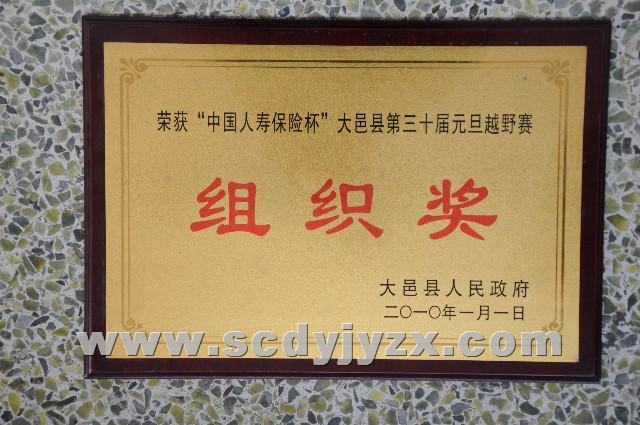 荣获“中国人寿保险杯”大邑县第三十届元旦越野赛
组织奖
大邑县人民政府
二〇一〇年一月一日
www.scdyjyzx.com